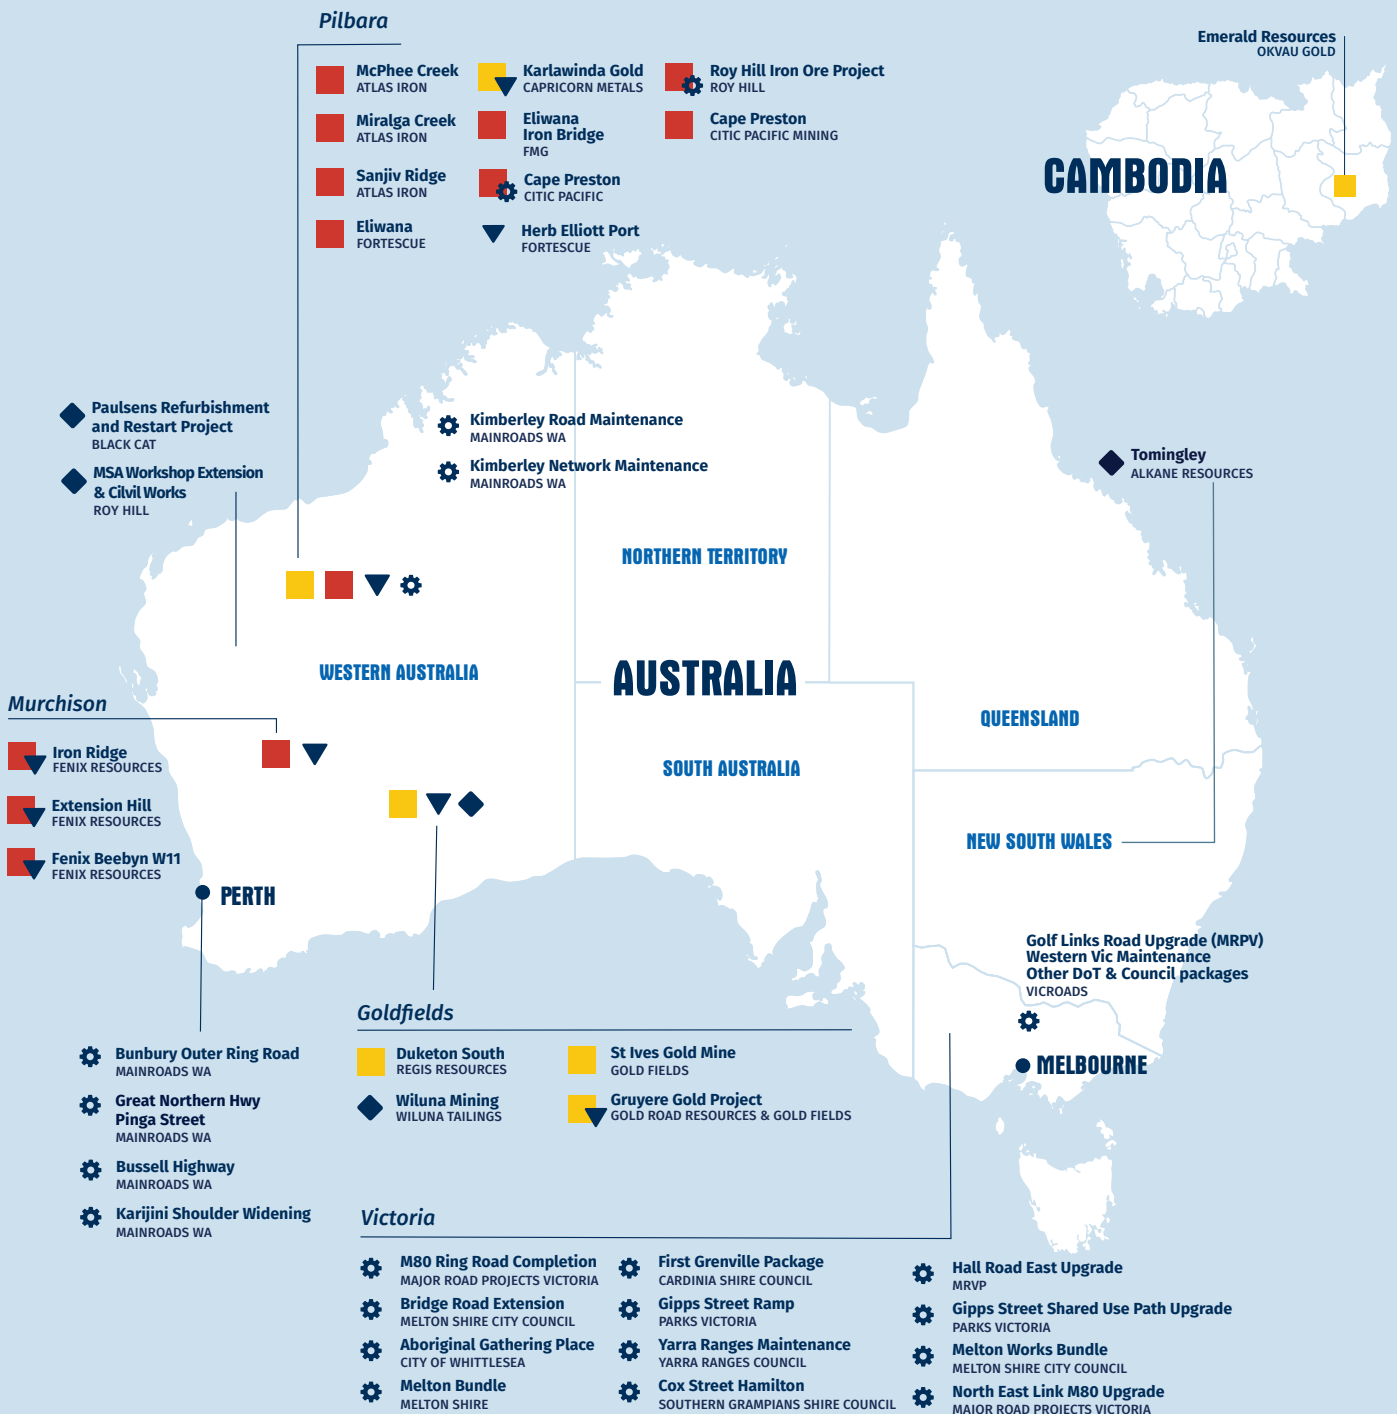 Pilbara
McPhee Creek
ATLAS IRON
Miralga Creek
ATLAS IRON
Sanjiv Ridge
ATLAS IRON
Eliwana
FORTESCUE
Karlawinda Gold
CAPRICORN METALS
Eliwana
Iron Bridge
FMG
Cape Preston
CITIC PACIFIC
Herb Elliott Port
FORTESCUE
Roy Hill Iron Ore Project
ROY HILL
Cape Preston
CITIC PACIFIC MINING
Emerald Resources
OKVAU GOLD
CAMBODIA
Paulsens Refurbishment
and Restart Project
BLACK CAT
MSA Workshop Extension
& Cilvil Works
ROY HILL
Kimberley Road Maintenance
MAINROADS WA
Kimberley Network Maintenance
MAINROADS WA
Tomingley
ALKANE RESOURCES
NORTHERN TERRITORY
WESTERN AUSTRALIA
AUSTRALIA
QUEENSLAND
SOUTH AUSTRALIA
NEW SOUTH WALES
Murchison
Iron Ridge
FENIX RESOURCES
Extension Hill
FENIX RESOURCES
Fenix Beebyn W11
FENIX RESOURCES
PERTH
Golf Links Road Upgrade (MRPV)
Western Vic Maintenance
Other DoT & Council packages
VICROADS
MELBOURNE
Bunbury Outer Ring Road
MAINROADS WA
Great Northern Hwy
Pinga Street
MAINROADS WA
Bussell Highway
MAINROADS WA
Karijini Shoulder Widening
MAINROADS WA
Goldfields
Duketon South
REGIS RESOURCES
Wiluna Mining
WILUNA TAILINGS
St Ives Gold Mine
GOLD FIELDS
Gruyere Gold Project
GOLD ROAD RESOURCES & GOLD FIELDS
Victoria
M80 Ring Road Completion
MAJOR ROAD PROJECTS VICTORIA
Bridge Road Extension
MELTON SHIRE CITY COUNCIL
Aboriginal Gathering Place
CITY OF WHITTLESEA
Melton Bundle
MELTON SHIRE
First Grenville Package
CARDINIA SHIRE COUNCIL
Gipps Street Ramp
PARKS VICTORIA
Yarra Ranges Maintenance
YARRA RANGES COUNCIL
Cox Street Hamilton
SOUTHERN GRAMPIANS SHIRE COUNCIL
Hall Road East Upgrade
MRVP
Gipps Street Shared Use Path Upgrade
PARKS VICTORIA
Melton Works Bundle
MELTON SHIRE CITY COUNCIL
North East Link M80 Upgrade
MAJOR ROAD PROJECTS VICTORIA